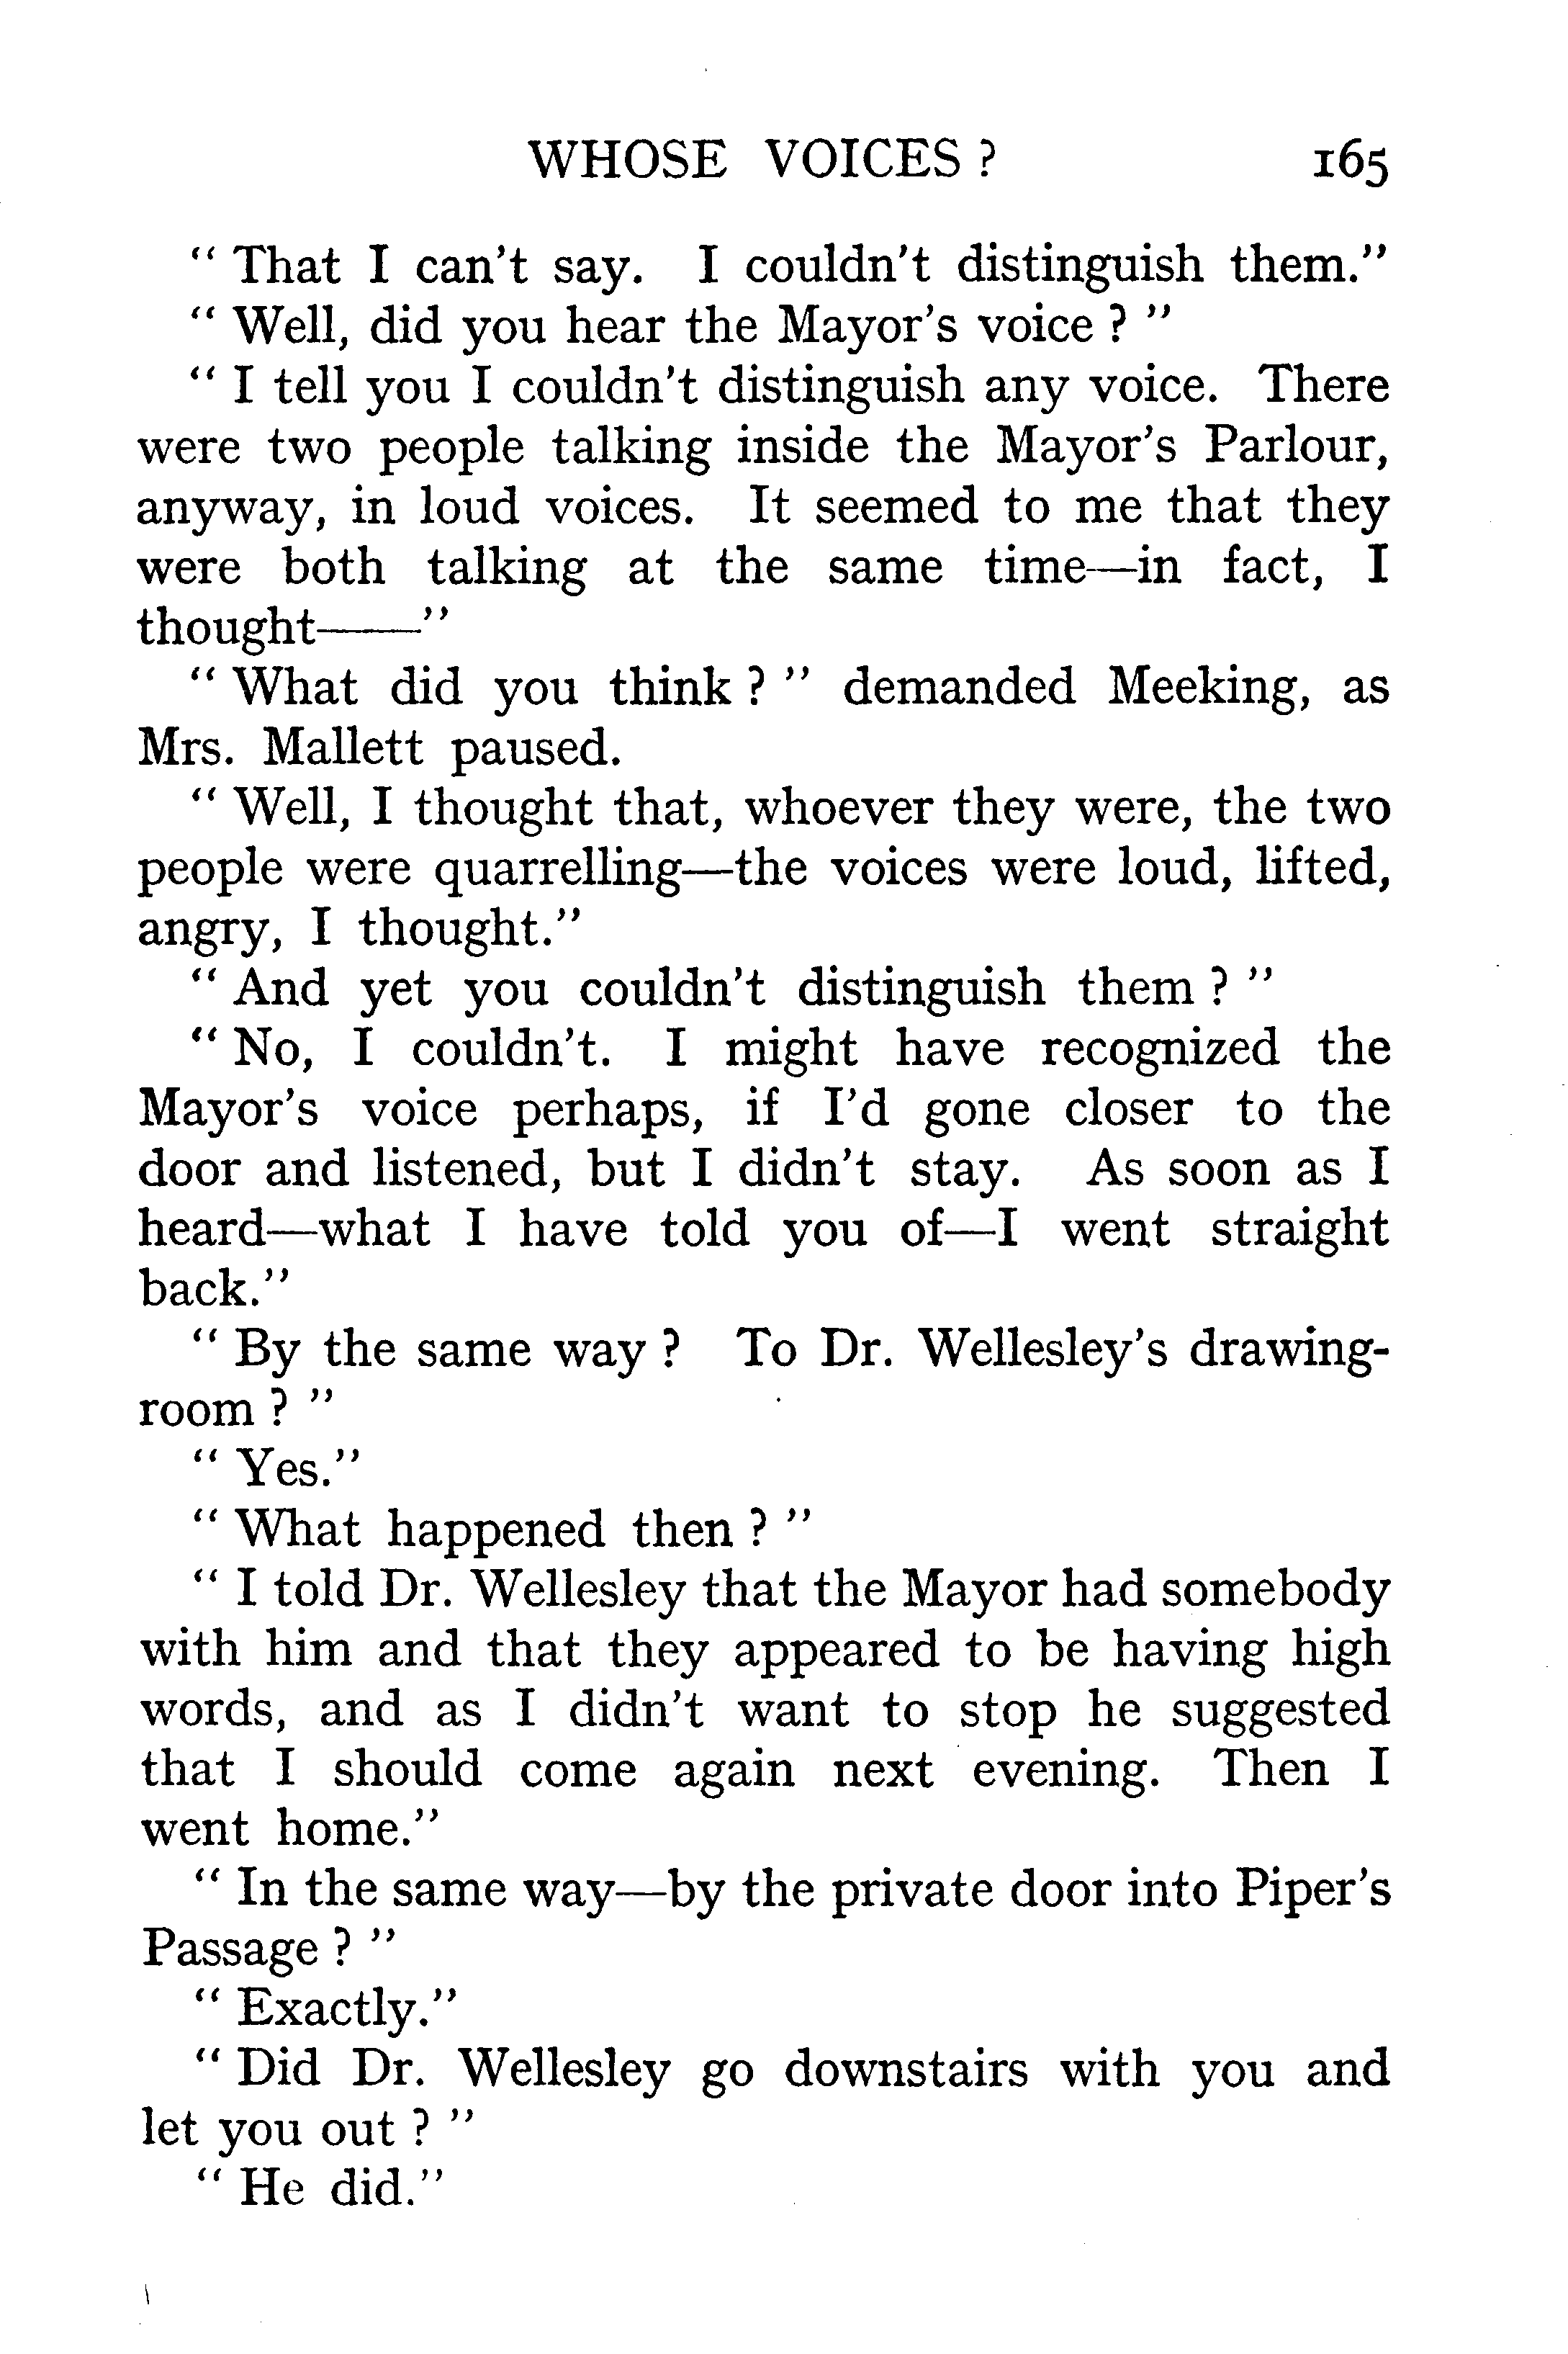 WHOSE VOICES ? 165
“ That I can't say. I couldn't distinguish them.”
“ Well, did you hear the Mayor's voice ? ”
“ I tell you I couldn't distinguish any voice. There
were two people talking inside the Mayor's Parlour,
anyway, in loud voices. It seemed to me that they
were both talking at the same time—in fact, I
thought——”
“ What did you think ? ” demanded Meeking, as
Mrs. Mallett paused.
“ Well, I thought that, whoever they were, the two
people were quarrelling—the voices were loud, lifted,
angry, I thought.”
“ And yet you couldn't distinguish them ? ”
“ No, I couldn't. I might have recognized the
Mayor's voice perhaps, if I'd gone closer to the
door and listened, but I didn't stay. As soon as I
heard—what I have told you of—I went straight
back.”
“ By the same way ? To Dr. Wellesley's drawing-
room ? ”
“ Yes.”
“ What happened then ? ”
“ I told Dr. Wellesley that the Mayor had somebody
with him and that they appeared to be having high
words, and as I didn't want to stop he suggested
that I should come again next evening. Then I
went home.”
“ In the same way—by the private door into Piper's
Passage ? ”
“ Exactly.”
“ Did Dr. Wellesley go downstairs with you and
let you out ? ”
“ He did.”